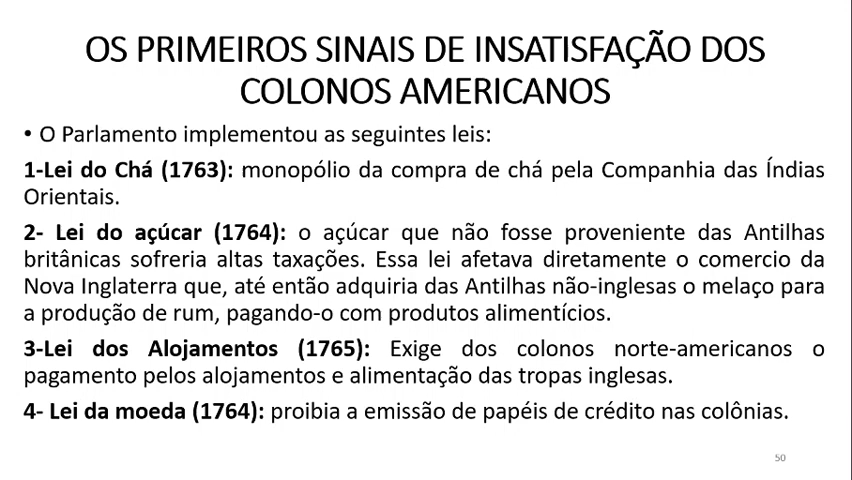 OS PRIMEIROS SINAIS DE INSATISFAÇÃO DOS
COLONOS AMERICANOS
• O Parlamento implementou as seguintes leis:
1-Lei do Chá (1763): monopólio da compra de chá pela Companhia das Índias
Orientais.
2- Lei do açúcar (1764): o açúcar que não fosse proveniente das Antilhas
britânicas sofreria altas taxações. Essa lei afetava diretamente o comercio da
Nova Inglaterra que, até então adquiria das Antilhas não-inglesas o melaço para
a produção de rum, pagando-o com produtos alimentícios.
3-Lei dos Alojamentos (1765): Exige dos colonos norte-americanos o
pagamento pelos alojamentos e alimentação das tropas inglesas.
4- Lei da moeda (1764): proibia a emissão de papéis de crédito nas colônias.
50